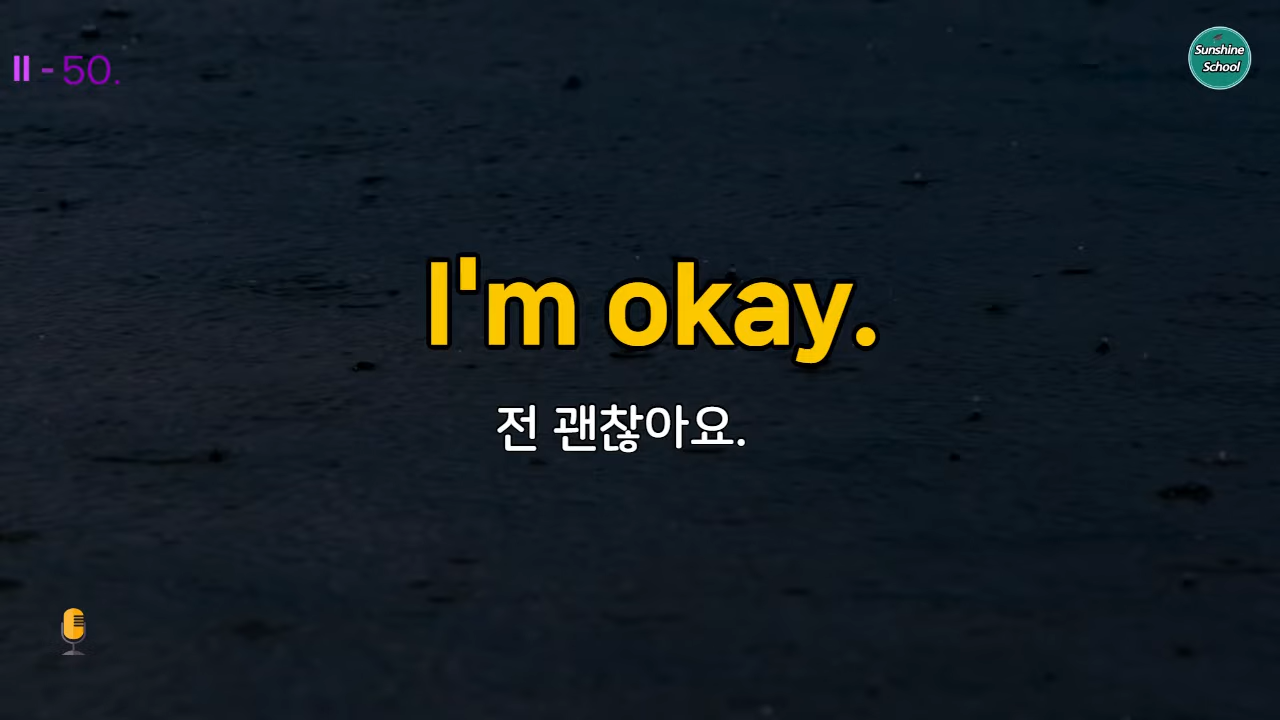 II - 50.
Sunshine
School
I'm okay.
전 괜찮아요.